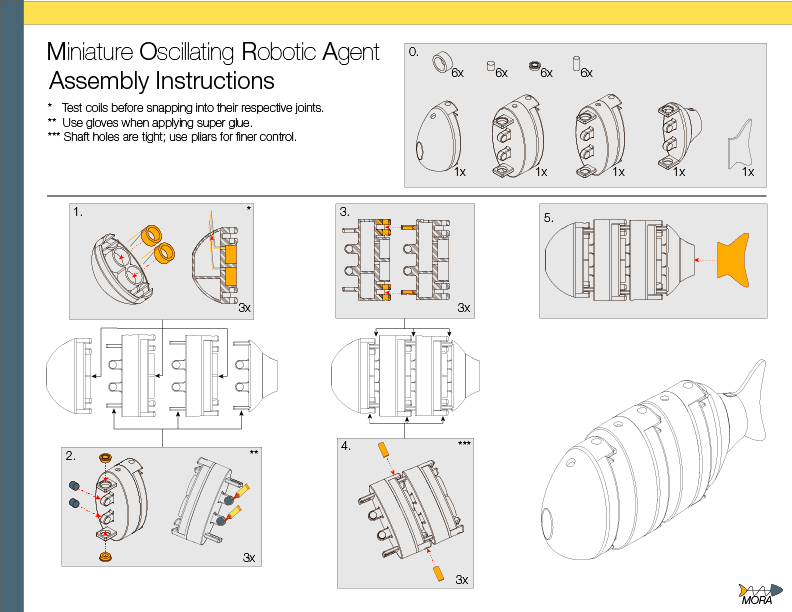 Miniature Oscillating Robotic Agent
Assembly Instructions
* Test coils before snapping into their respective joints.
** Use gloves when applying super glue.
*** Shaft holes are tight; use pliars for finer control.
0.
6x 6x 6x 6x
1x 1x 1x 1x 1x
1.
*
3x
3.
3x
5.
2.
**
3x
4.
***
3x
MORA